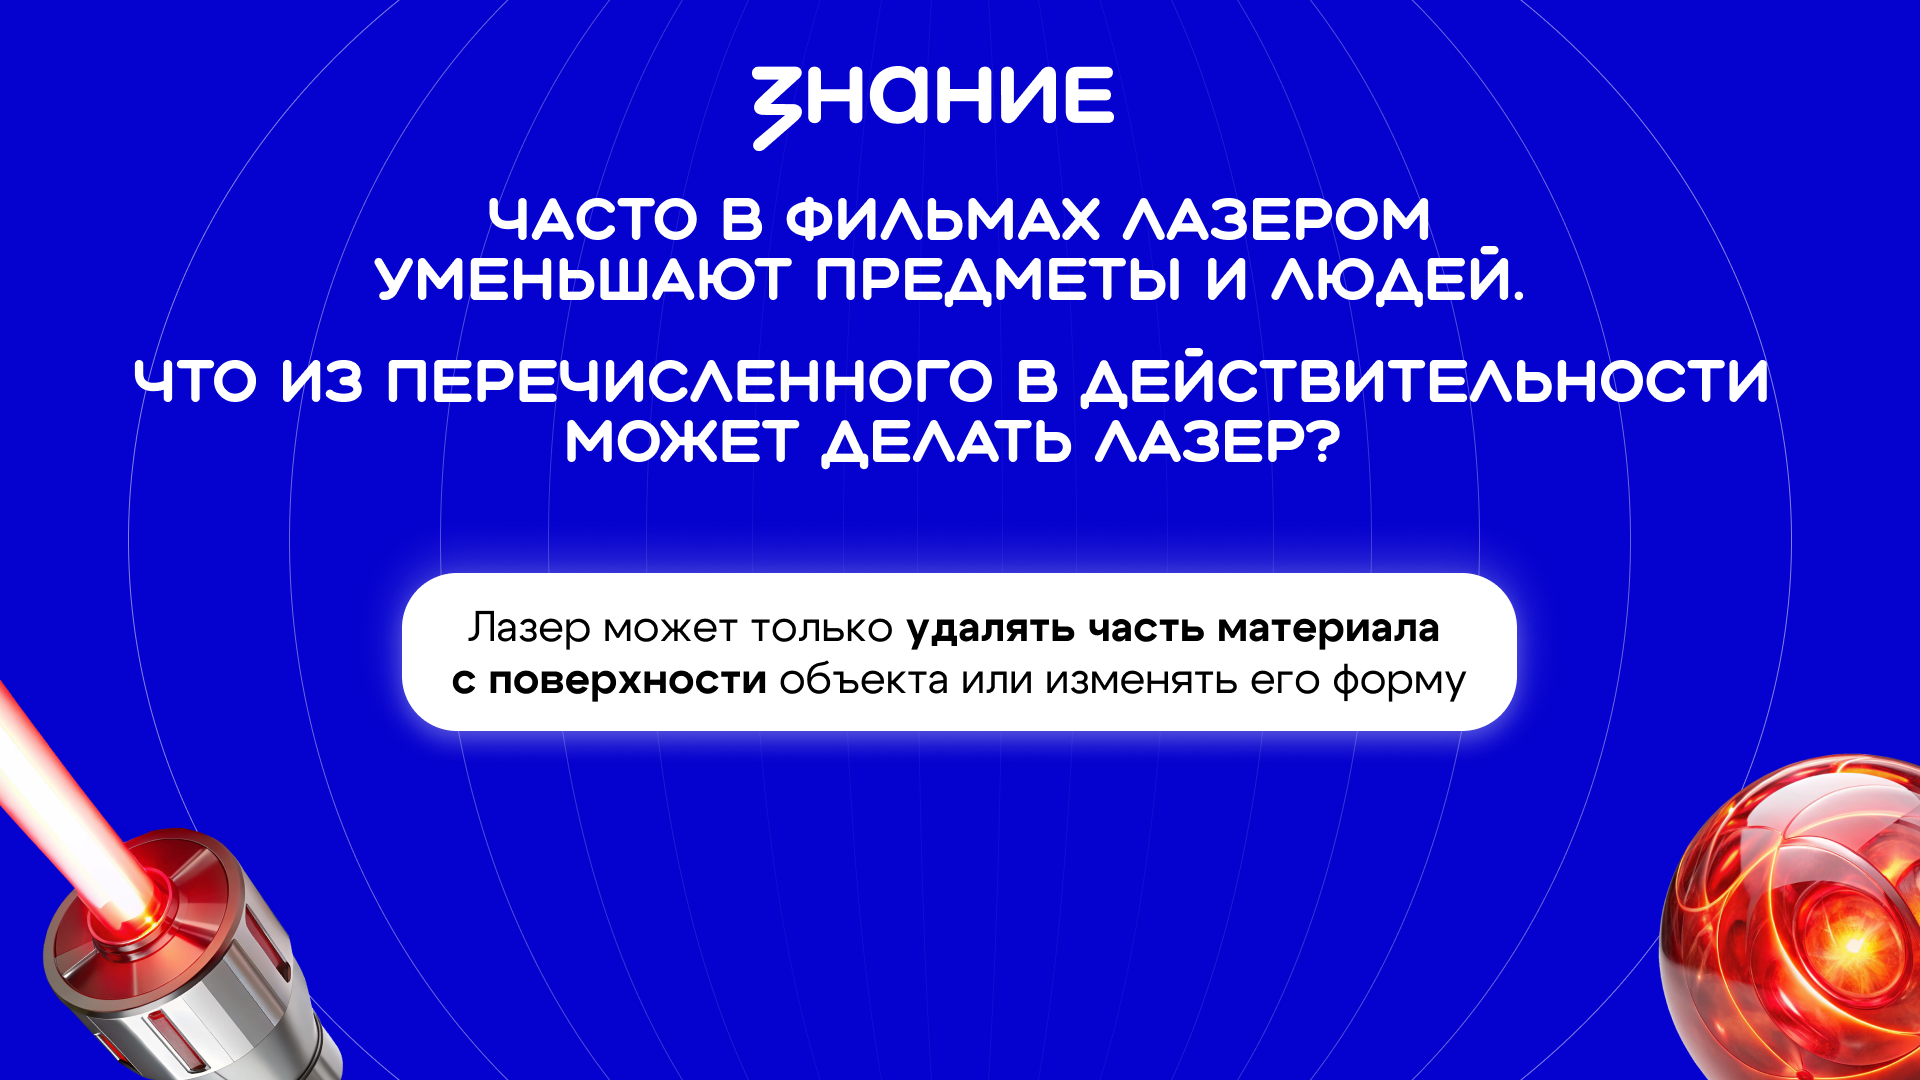 ЗНАНИЕ
ЧАСТО В ФИЛЬМАХ ЛАЗЕРОМ
УМЕНЬШАЮТ ПРЕДМЕТЫ И ЛЮДЕЙ.
ЧТО ИЗ ПЕРЕЧИСЛЕННОГО В ДЕЙСТВИТЕЛЬНОСТИ
МОЖЕТ ДЕЛАТЬ ЛАЗЕР?
Лазер может только удалять часть материала
с поверхности объекта или изменять его форму